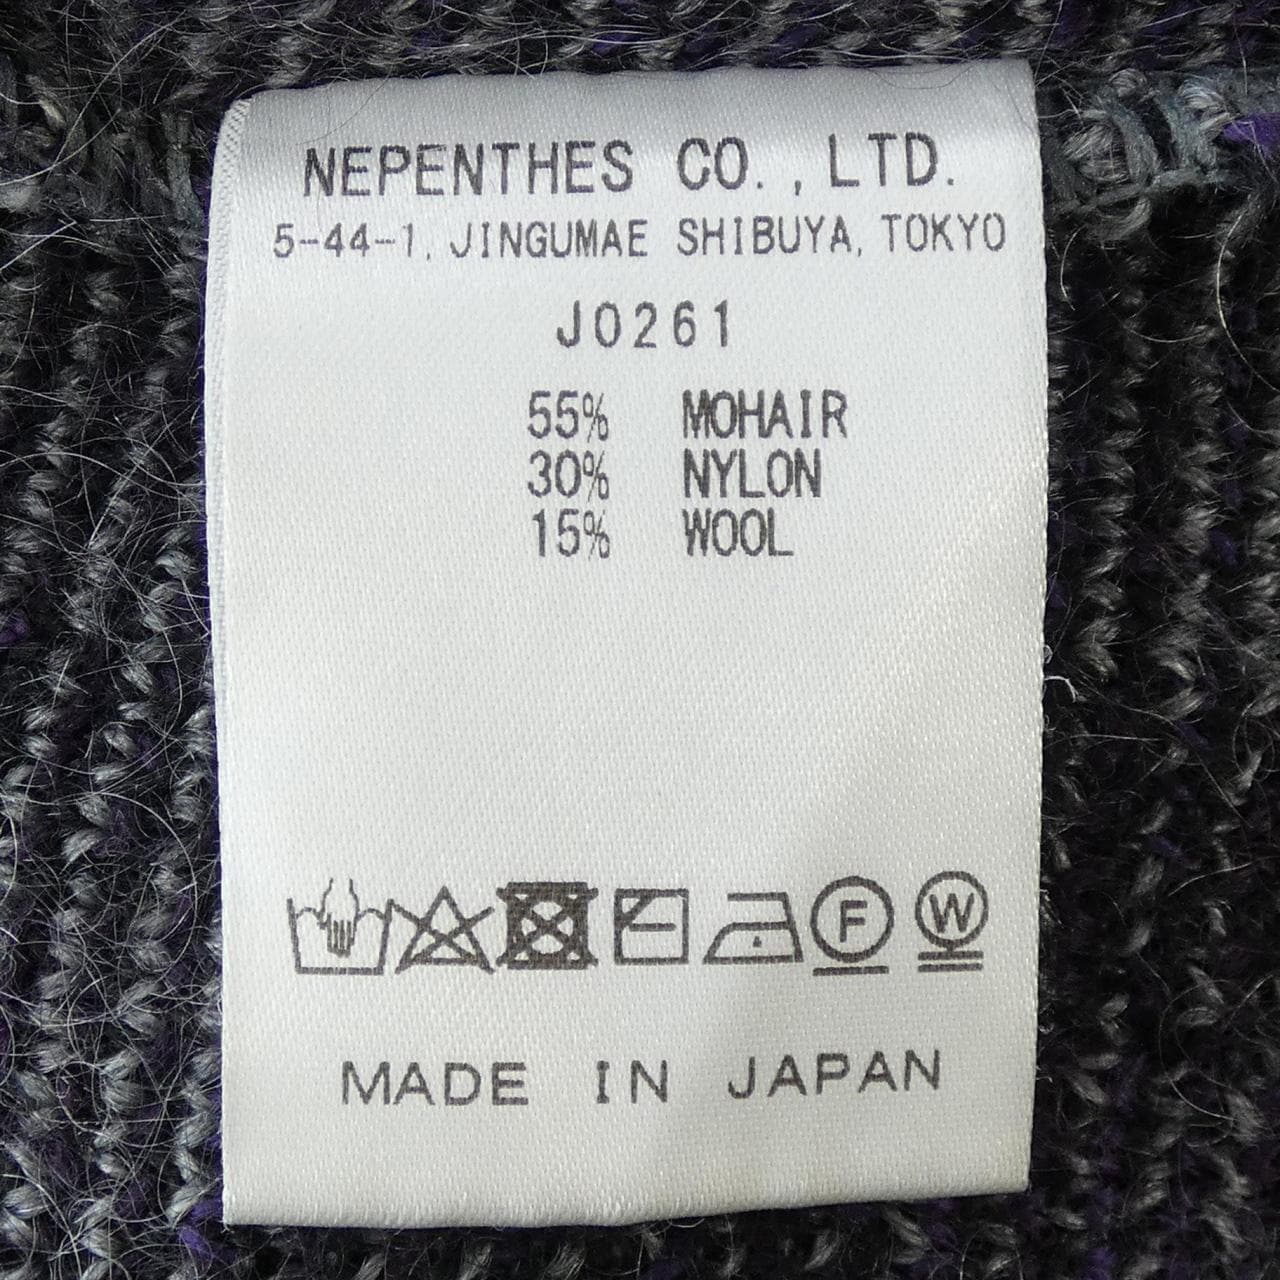 NEPENTHES CO.,LTD.
5-44-1, JINGUMAE SHIBUYA, TOKYO
J0261
55% MOHAIR
30% NYLON
15% WOOL
F W
MADE IN JAPAN